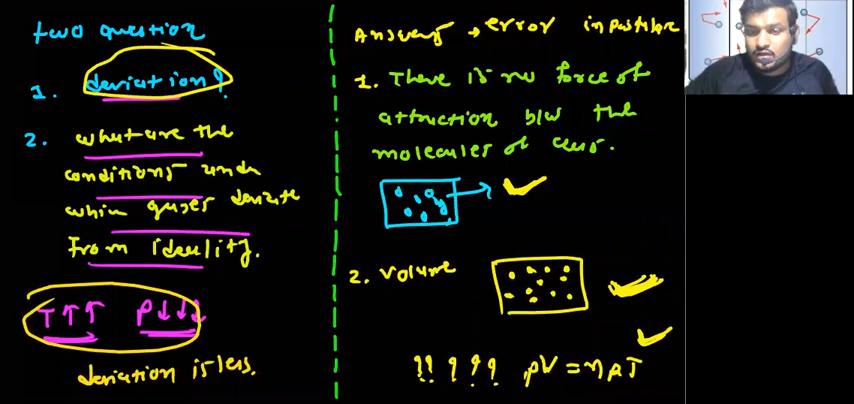 two question
1. deviation?
2. what are the
conditions under
which gases deviate
from ideality.
T↑↑↑ P↓↓↓
deviation is less.
Answer → error in postulate
1. There is no force of
attraction b/w the
molecules of
2. Volume
?? ? ? ? PV = nRT